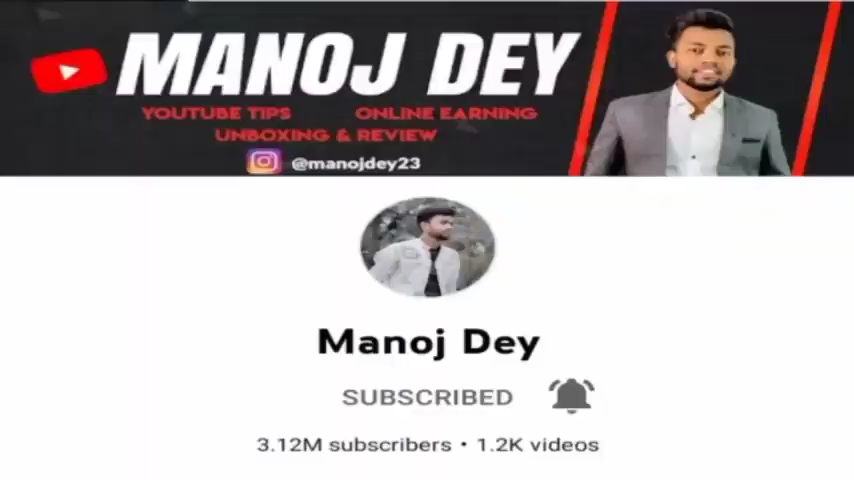 MANOJ DEY
YOUTUBE TIPS ONLINE EARNING
UNBOXING & REVIEW
@manojdey23
Manoj Dey
SUBSCRIBED
3.12M subscribers • 1.2K videos